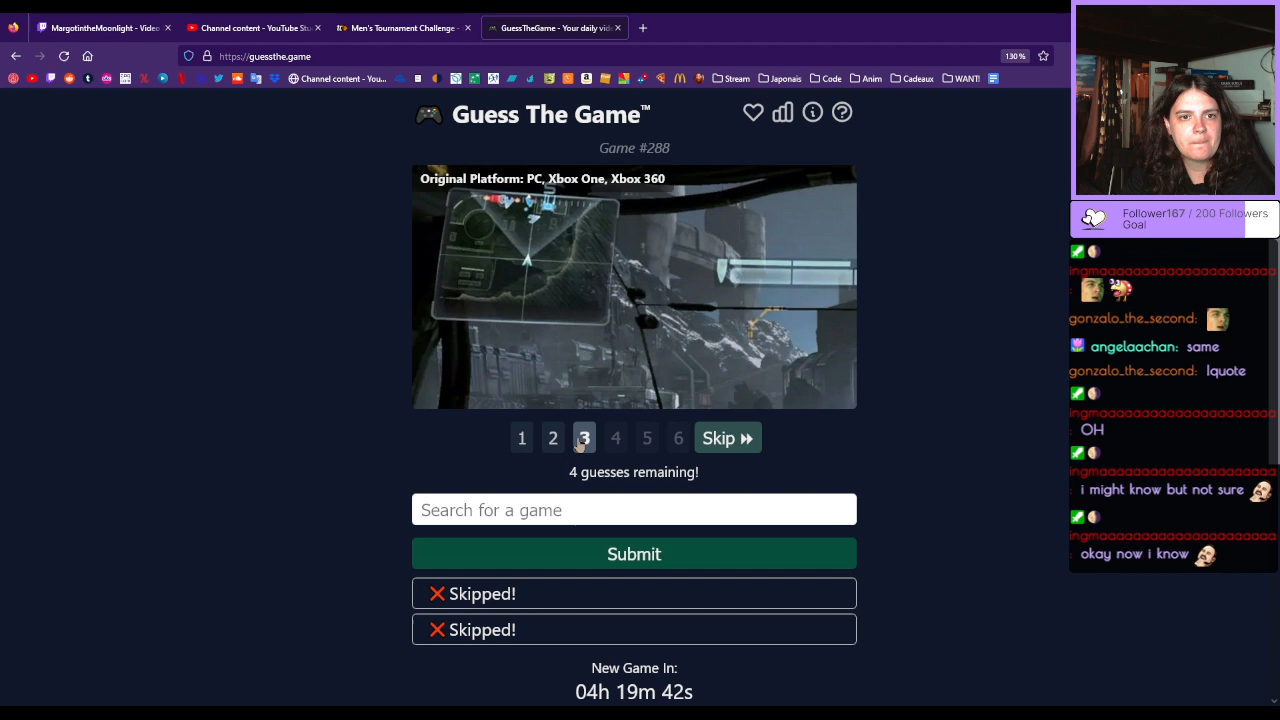 MargotintheMoonlight - Video
Channel content - YouTube Stu
Men's Tournament Challenge -
GuessTheGame - Your daily vid
https://guessthe.game
130%
Channel content - You...
Stream
Japonais
Code
Anim
Cadeaux
WANT!
Guess The Game™
Game #288
Original Platform: PC, Xbox One, Xbox 360
1 2 3 4 5 6 Skip
4 guesses remaining!
Search for a game
Submit
Skipped!
Skipped!
New Game In:
04h 19m 42s
Follower167 / 200 Followers
Goal
gonzalo_the_second:
angelaachan: same
gonzalo_the_second: !quote
OH
i might know but not sure
okay now i know